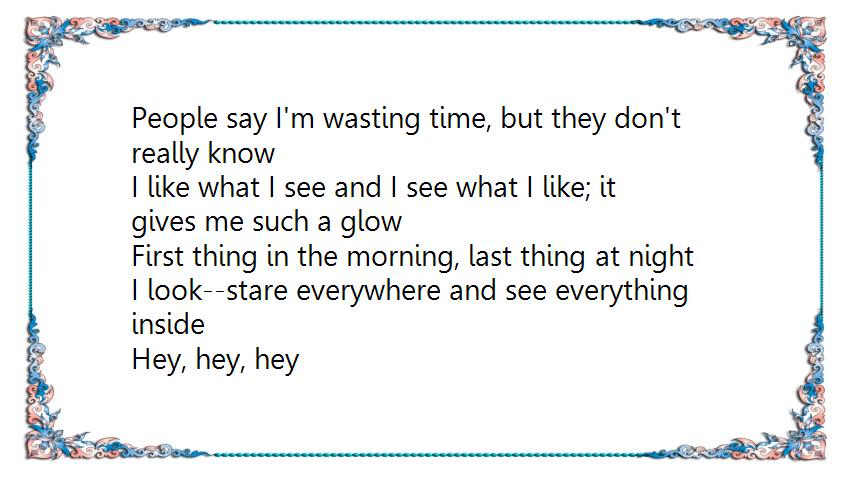 People say I'm wasting time, but they don't
really know
I like what I see and I see what I like; it
gives me such a glow
First thing in the morning, last thing at night
I look--stare everywhere and see everything
inside
Hey, hey, hey